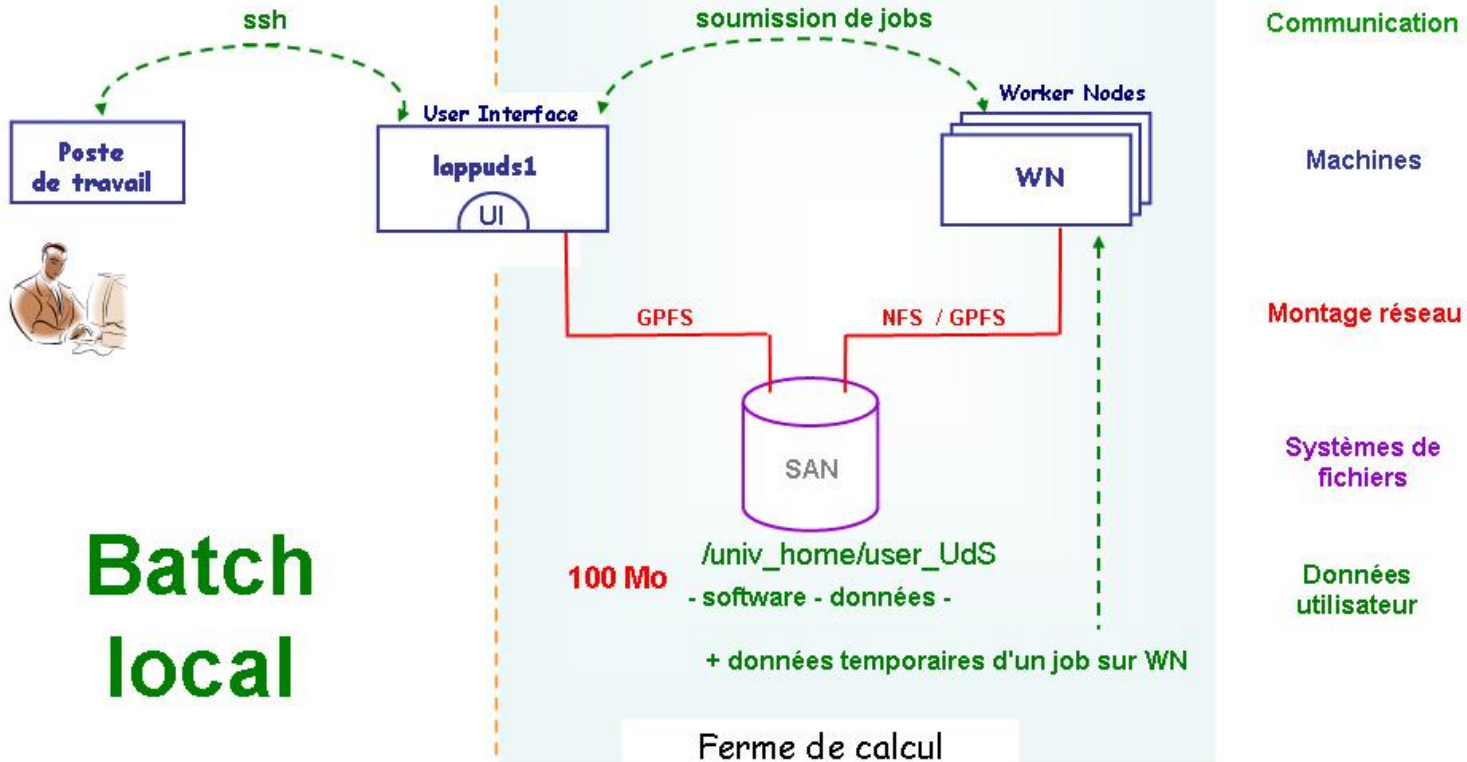 ssh
soumission de jobs
Communication
User Interface
Worker Nodes
Poste
de travail
lappuds1
UI
WN
Machines
GPFS
NFS / GPFS
Montage réseau
SAN
Systèmes de
fichiers
Batch
local
100 Mo
/univ_home/user_UdS
- software - données -
Données
utilisateur
+ données temporaires d'un job sur WN
Ferme de calcul